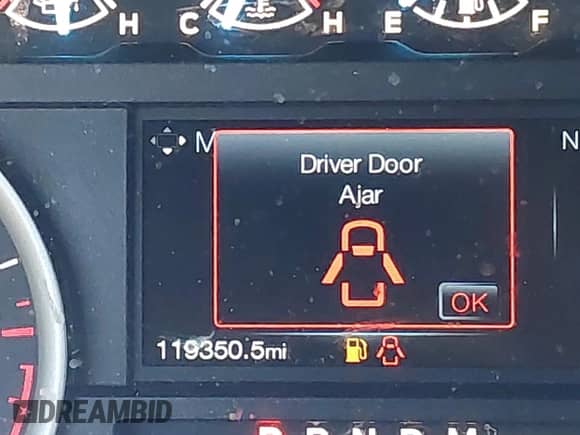 H C H E F
M
N
Driver Door
Ajar
OK
119350.5mi
DREAMBID
P R N D M